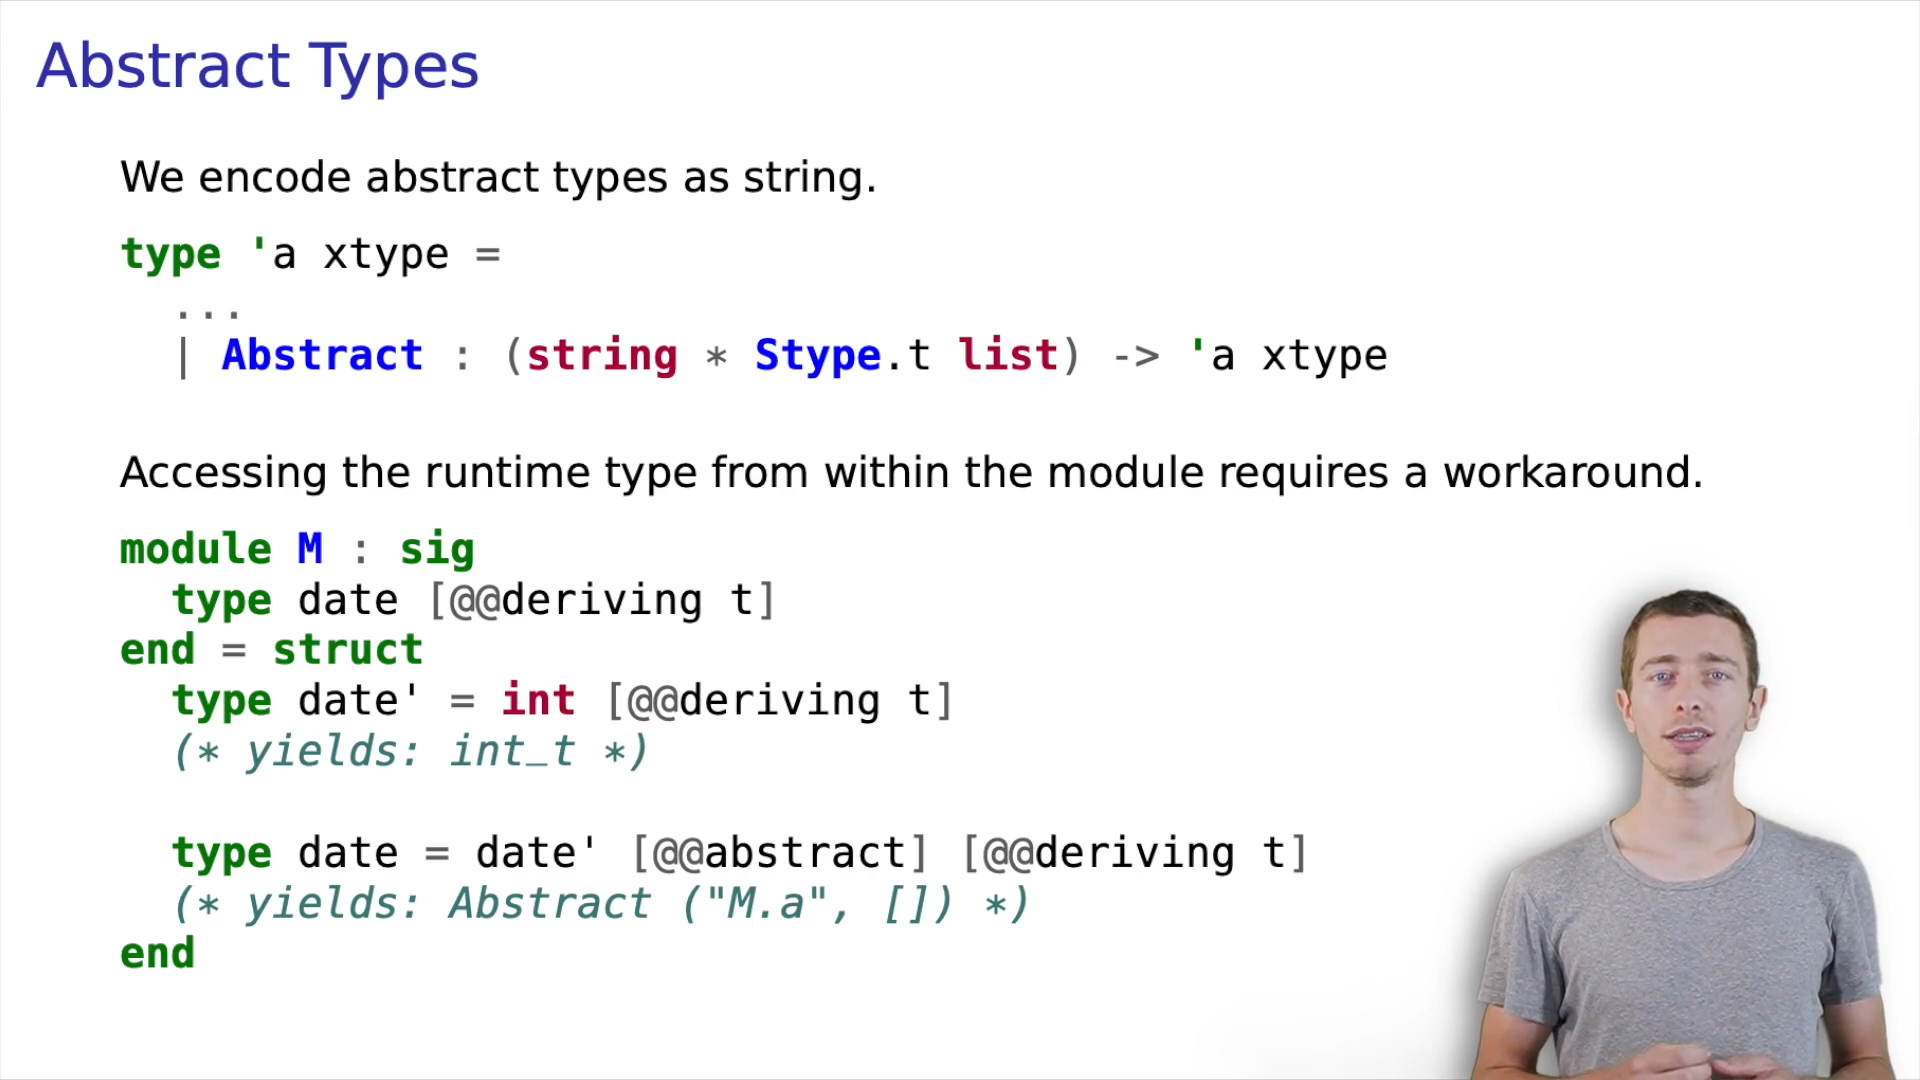 Abstract Types
We encode abstract types as string.
type 'a xtype =
...
| Abstract : (string * Stype.t list) -> 'a xtype
Accessing the runtime type from within the module requires a workaround.
module M : sig
type date [@@deriving t]
end = struct
type date' = int [@@deriving t]
(* yields: int_t *)
type date = date' [@@abstract] [@@deriving t]
(* yields: Abstract ("M.a", []) *)
end